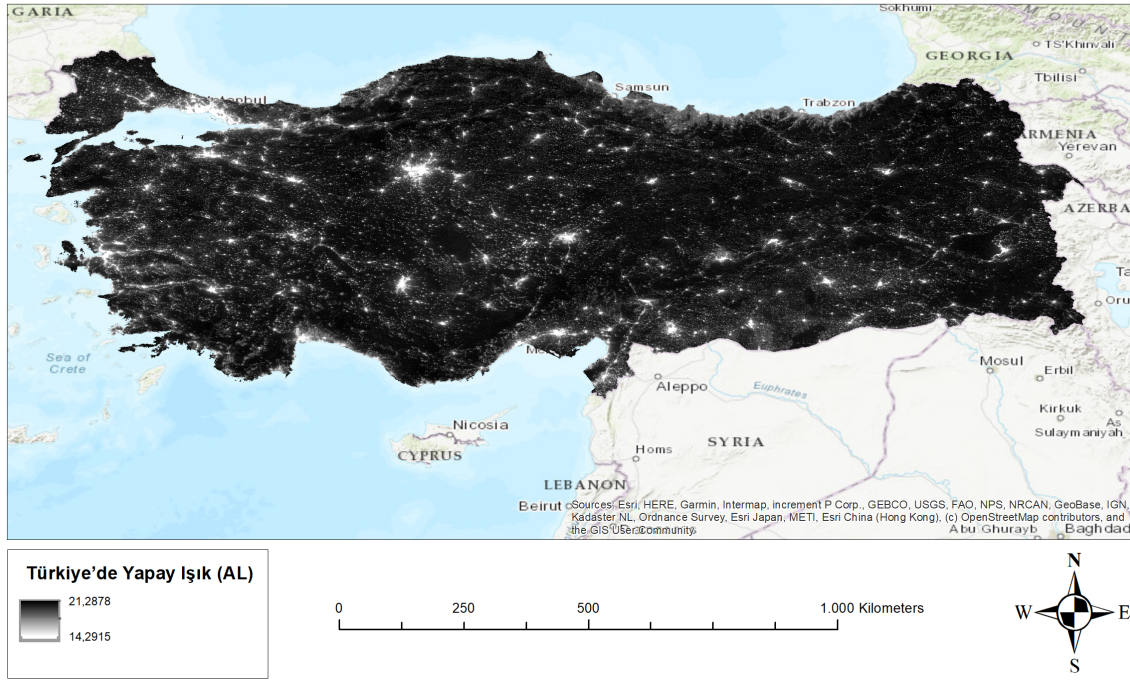 GARIA
Sokhumi
MOUNT
GEORGIA
TS'Khinvali
Tbilisi
Samsun
Trabzon
ARMENIA
Yerevan
AZERBA
Ta
Oru
Sea of
Crete
Mosul
Erbil
Aleppo
Euphrates
Kirkuk
As
Sulaymaniyah
Nicosia
CYPRUS
SYRIA
Homs
LEBANON
Beirut
Sources: Esri, HERE, Garmin, Intermap, increment P Corp., GEBCO, USGS, FAO, NPS, NRCAN, GeoBase, IGN,
Kadaster NL, Ordnance Survey, Esri Japan, METI, Esri China (Hong Kong), (c) OpenStreetMap contributors, and
the GIS User Community
Abu Ghurayb
Baghdad
Türkiye’de Yapay Işık (AL)
21,2878
14,2915
0
250
500
1.000 Kilometers
N
W
E
S